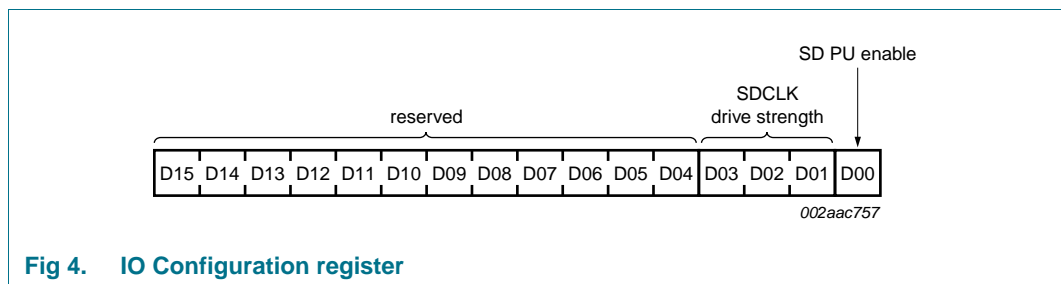 SD PU enable
SDCLK
drive strength
reserved
D15 D14 D13 D12 D11 D10 D09 D08 D07 D06 D05 D04 D03 D02 D01 D00
002aac757
Fig 4. IO Configuration register